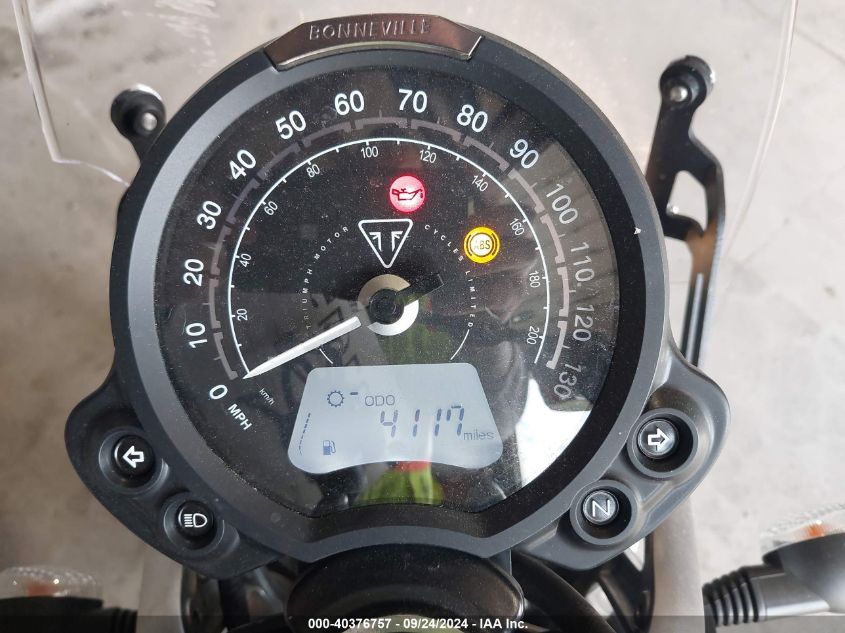 BONNEVILLE
0 10 20 30 40 50 60 70 80 90 100 110 120 130
MPH
20 40 60 80 100 120 140 160 180 200
km/h
ABS
TRIUMPH MOTOR CYCLES LIMITED
ODO
4117 miles
N
000-40376757 - 09/24/2024 - IAA Inc.